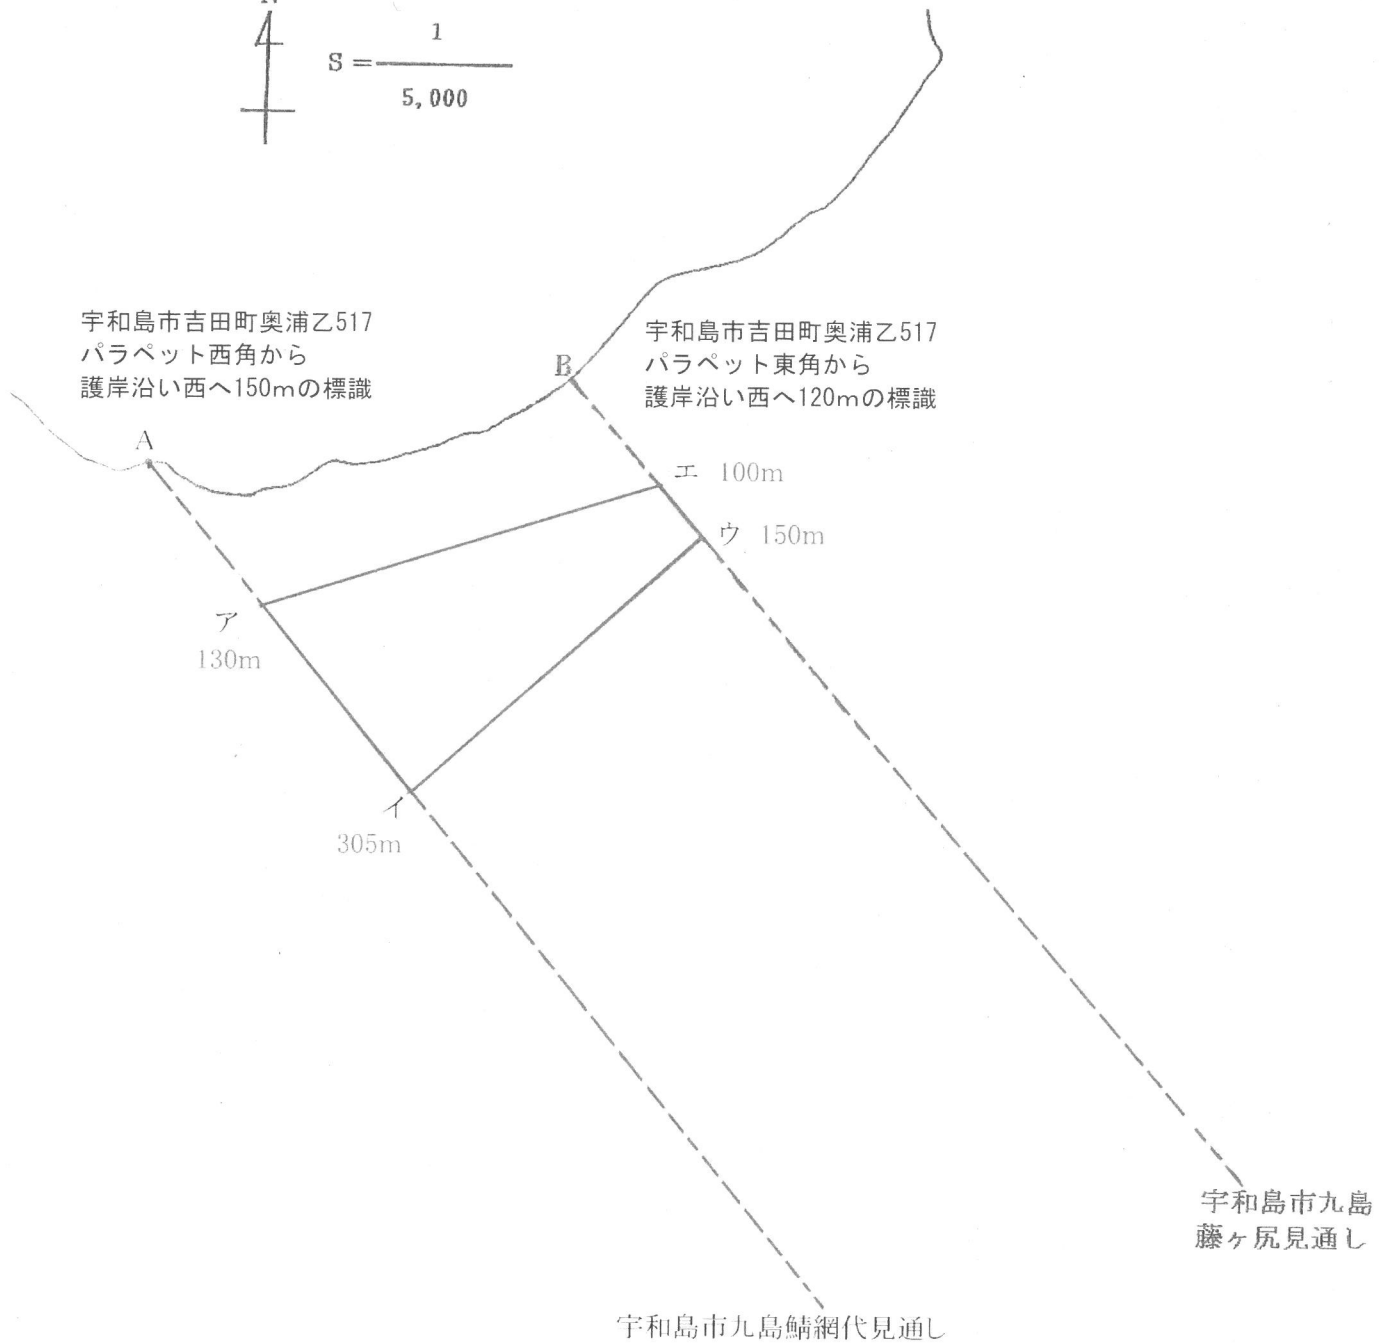 N
S = 1
5,000
宇和島市吉田町奥浦乙517
パラペット西角から
護岸沿い西へ150mの標識
宇和島市吉田町奥浦乙517
パラペット東角から
護岸沿い西へ120mの標識
B
A
エ 100m
ウ 150m
ア
130m
イ
305m
宇和島市九島
藤ヶ尻見通し
宇和島市九島鯖網代見通し